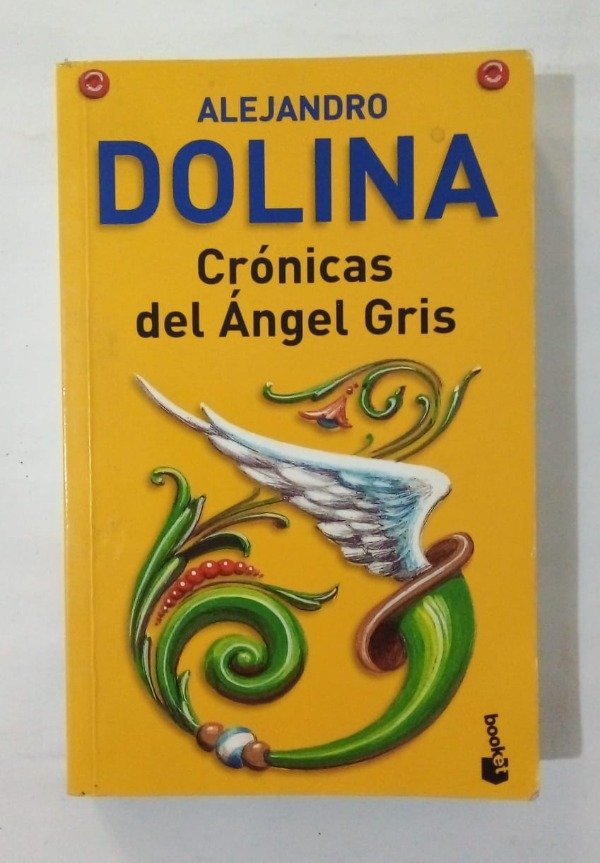 ALEJANDRO
DOLINA
Crónicas
del Ángel Gris
booket